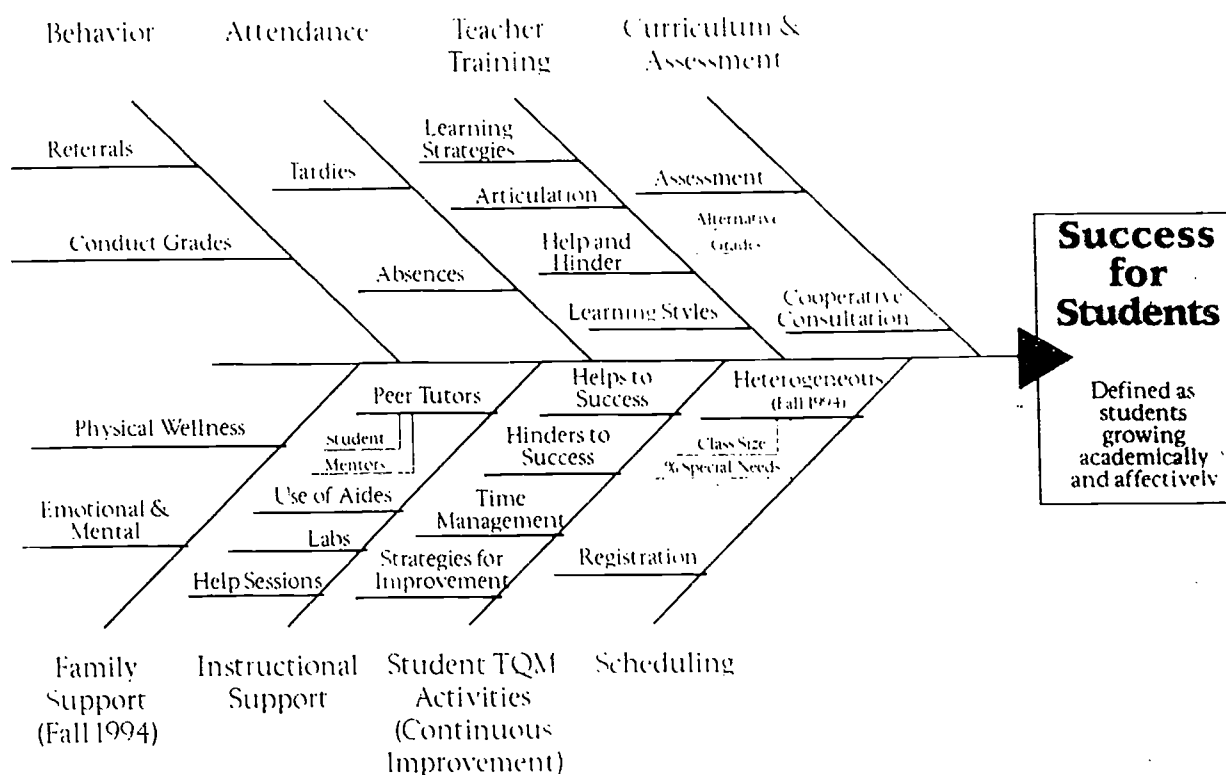 Behavior
Attendance
Teacher
Training
Curriculum &
Assessment
Referrals
Conduct Grades
Tardies
Absences
Learning
Strategies
Articulation
Help and
Hinder
Learning Styles
Assessment
Alternative
Grades
Cooperative
Consultation
Success
for
Students
Defined as
students
growing
academically
and affectively
Physical Wellness
Emotional &
Mental
Peer Tutors
Student
Mentors
Use of Aides
Labs
Help Sessions
Helps to
Success
Hinders to
Success
Time
Management
Strategies for
Improvement
Heterogeneous
(Fall 1994)
Class Size
% Special Needs
Registration
Family
Support
(Fall 1994)
Instructional
Support
Student TQM
Activities
(Continuous
Improvement)
Scheduling